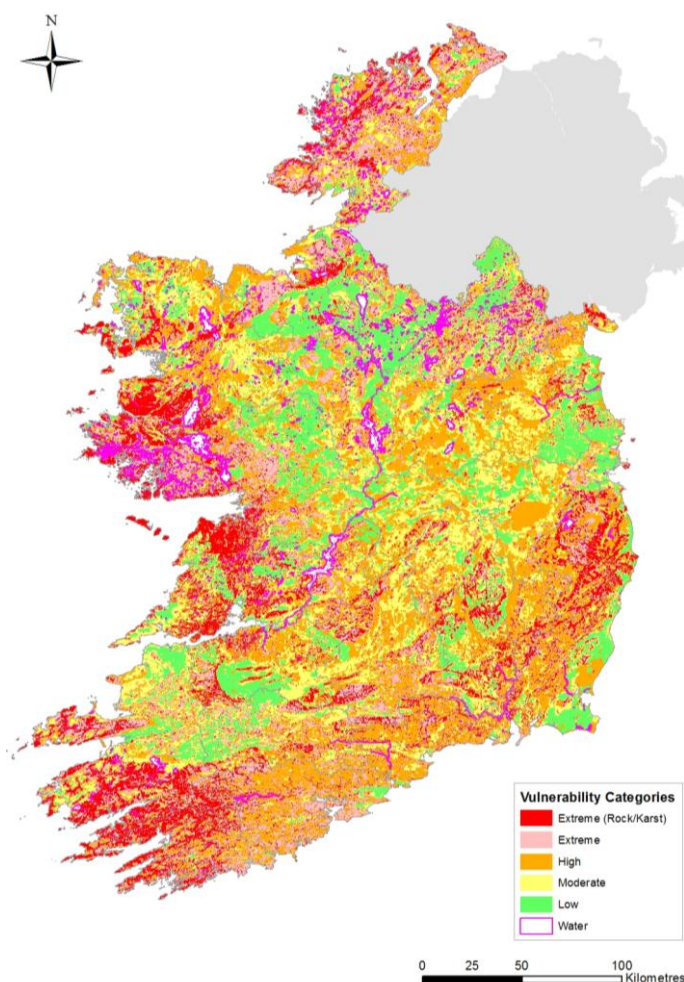 N
Vulnerability Categories
Extreme (Rock/Karst)
Extreme
High
Moderate
Low
Water
0 25 50 100
Kilometres